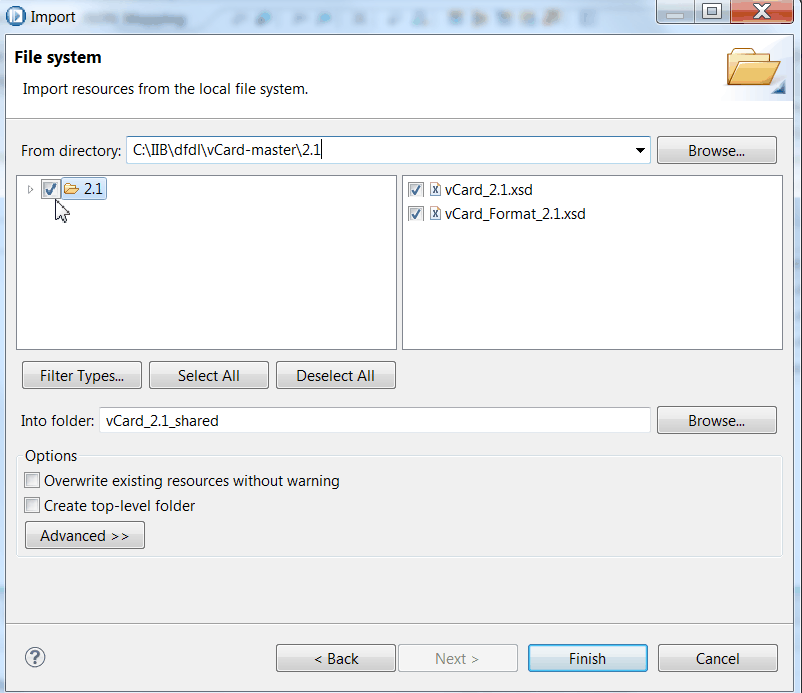 Import
File system
Import resources from the local file system.
From directory: C:\IIB\dfdl\vCard-master\2.1 Browse...
2.1 vCard_2.1.xsd
vCard_Format_2.1.xsd
Filter Types... Select All Deselect All
Into folder: vCard_2.1_shared Browse...
Options
Overwrite existing resources without warning
Create top-level folder
Advanced >>
? < Back Next > Finish Cancel